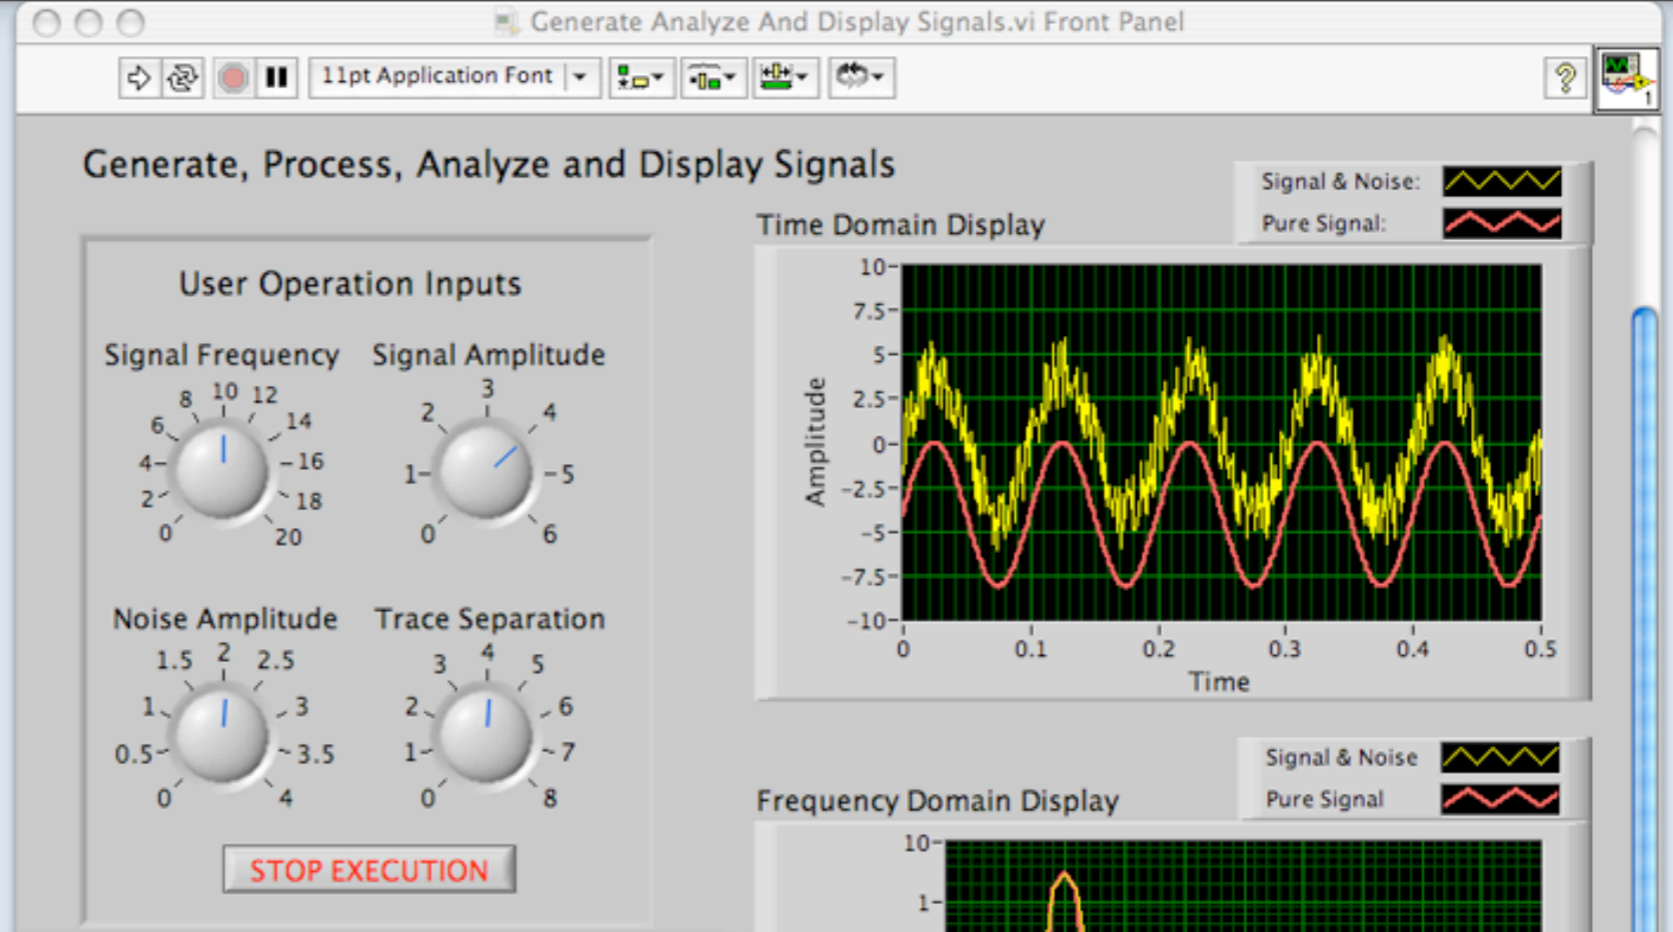 Generate Analyze And Display Signals.vi Front Panel
11pt Application Font
?
1
Generate, Process, Analyze and Display Signals
User Operation Inputs
Signal Frequency
0 2 4 6 8 10 12 14 16 18 20
Signal Amplitude
0 1 2 3 4 5 6
Noise Amplitude
0 0.5 1 1.5 2 2.5 3 3.5 4
Trace Separation
0 1 2 3 4 5 6 7 8
STOP EXECUTION
Signal & Noise:
Pure Signal:
Time Domain Display
Amplitude
10
7.5
5
2.5
0
-2.5
-5
-7.5
-10
0 0.1 0.2 0.3 0.4 0.5
Time
Signal & Noise
Pure Signal
Frequency Domain Display
10
1